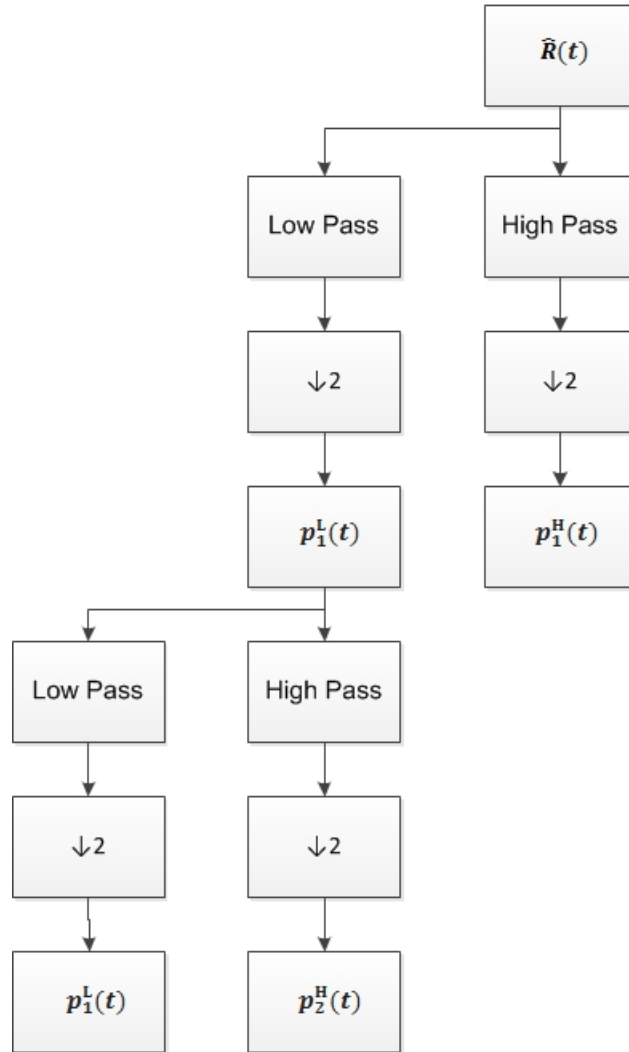 R̂(t)
Low Pass
High Pass
↓2
↓2
p₁ᴸ(t)
p₁ᴴ(t)
Low Pass
High Pass
↓2
↓2
p₁ᴸ(t)
p₂ᴴ(t)